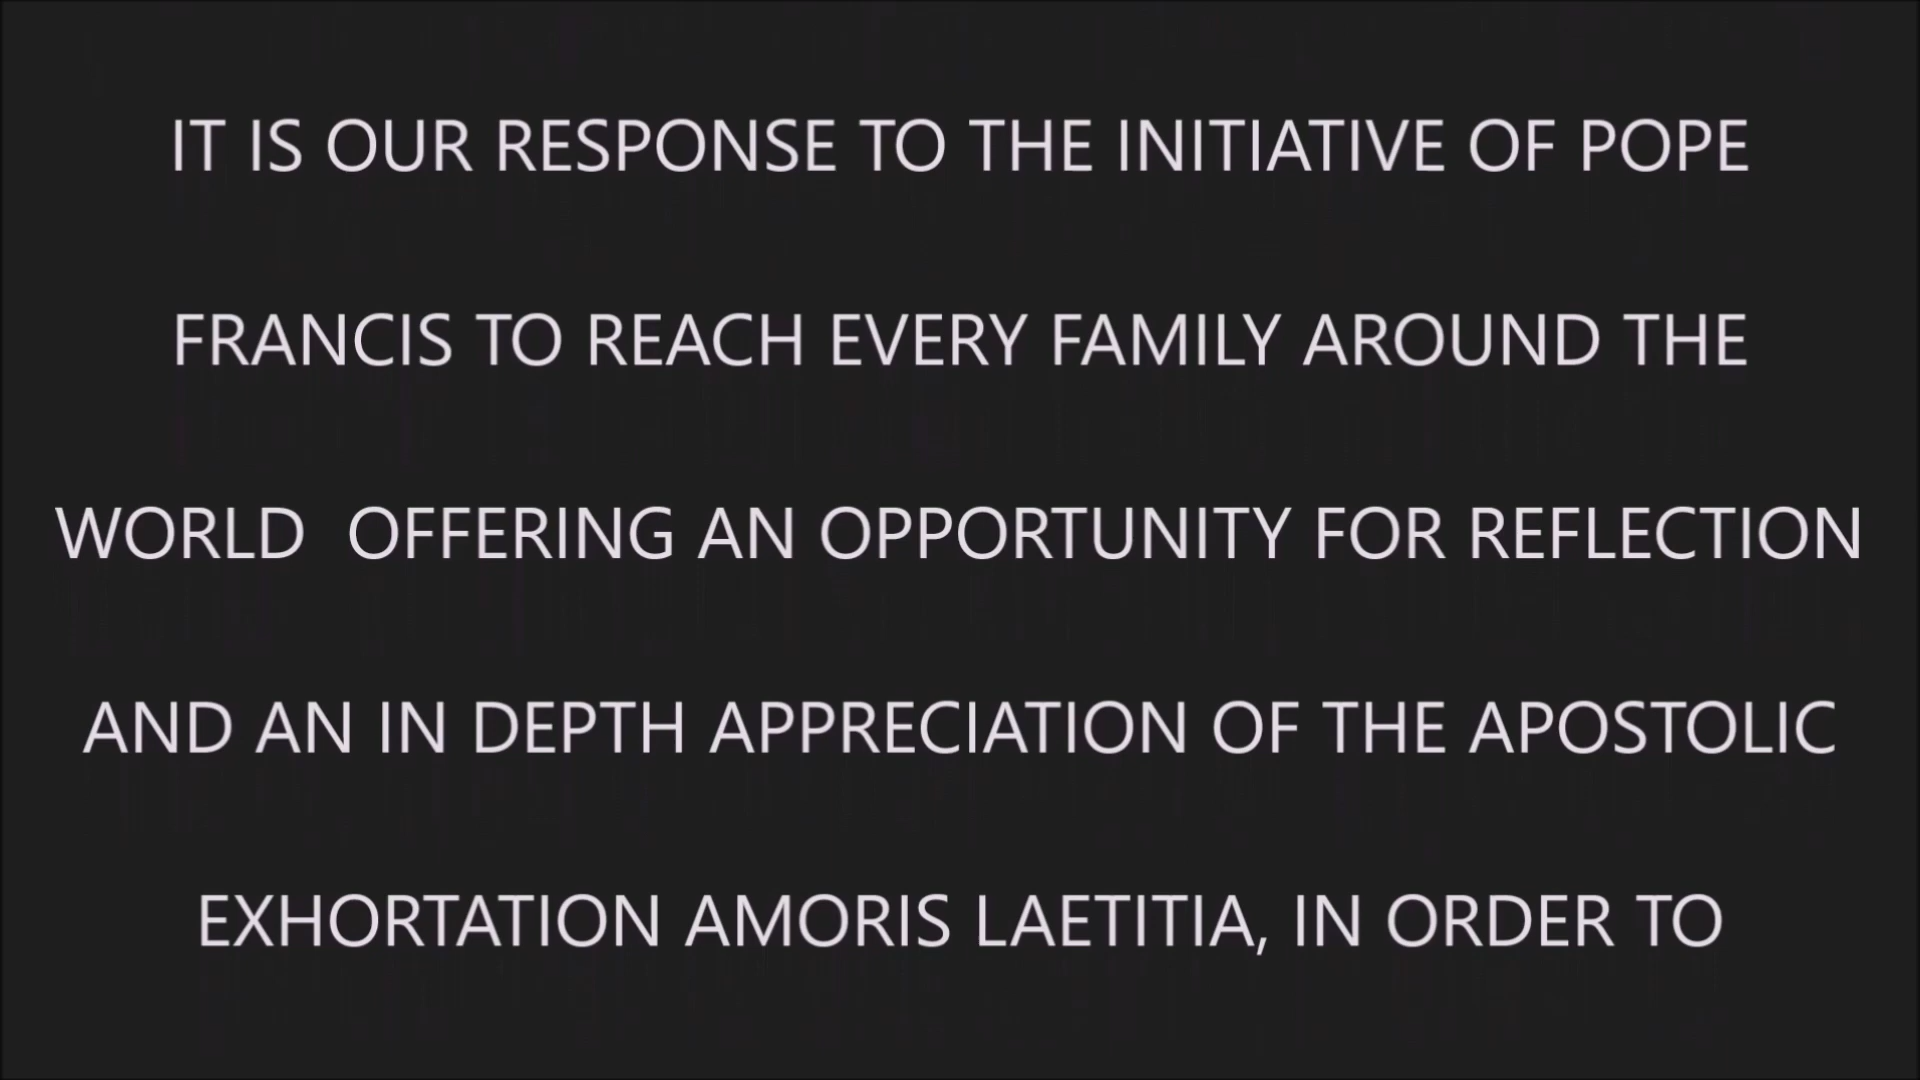 IT IS OUR RESPONSE TO THE INITIATIVE OF POPE
FRANCIS TO REACH EVERY FAMILY AROUND THE
WORLD  OFFERING AN OPPORTUNITY FOR REFLECTION
AND AN IN DEPTH APPRECIATION OF THE APOSTOLIC
EXHORTATION AMORIS LAETITIA, IN ORDER TO